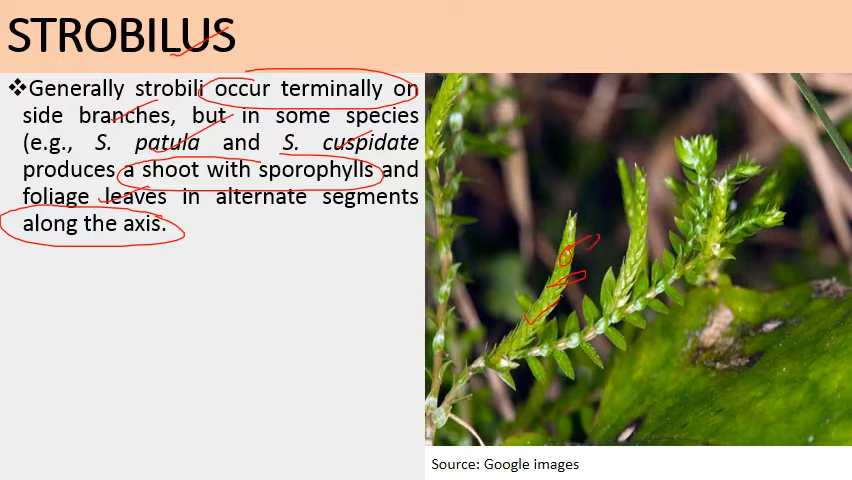 STROBILUS
❖Generally strobili occur terminally on
side branches, but in some species
(e.g., S. patula and S. cuspidate
produces a shoot with sporophylls and
foliage leaves in alternate segments
along the axis.
Source: Google images